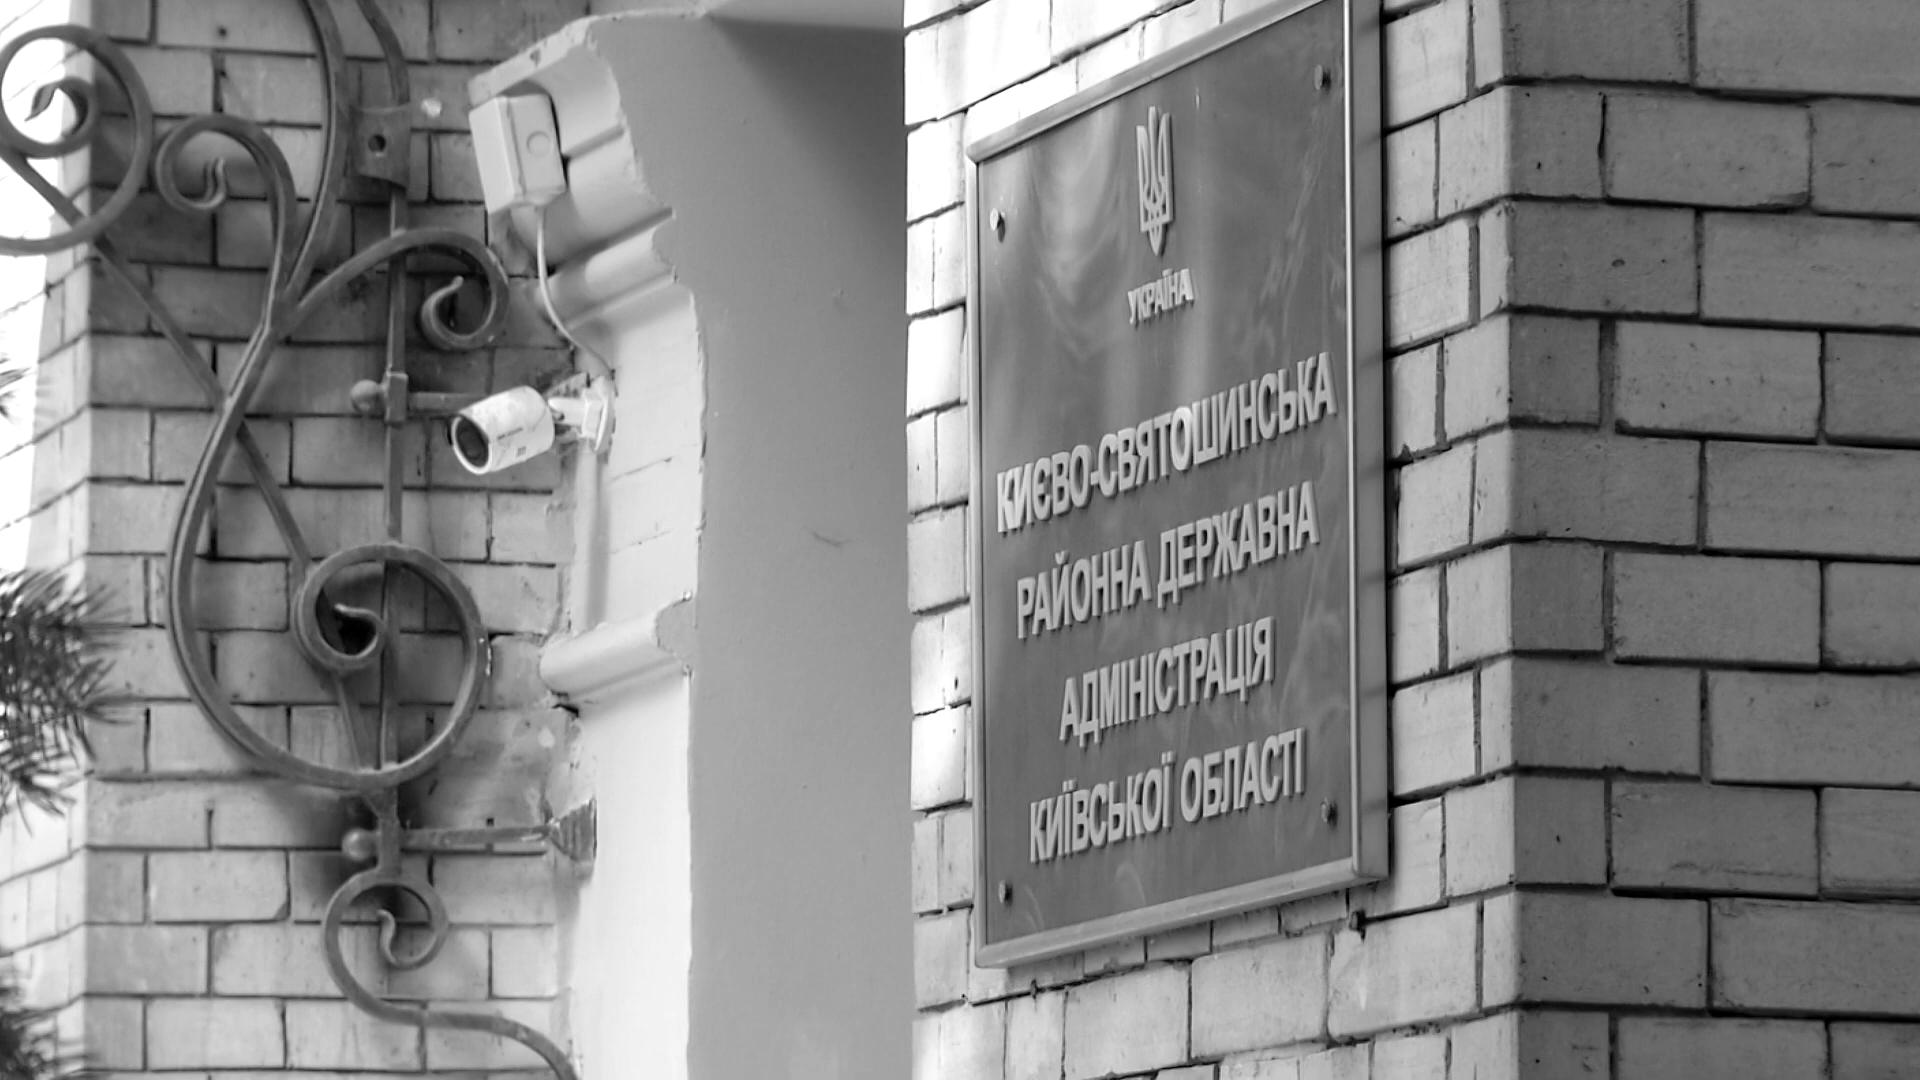 УКРАЇНА
КИЄВО-СВЯТОШИНСЬКА
РАЙОННА ДЕРЖАВНА
АДМІНІСТРАЦІЯ
КИЇВСЬКОЇ ОБЛАСТІ